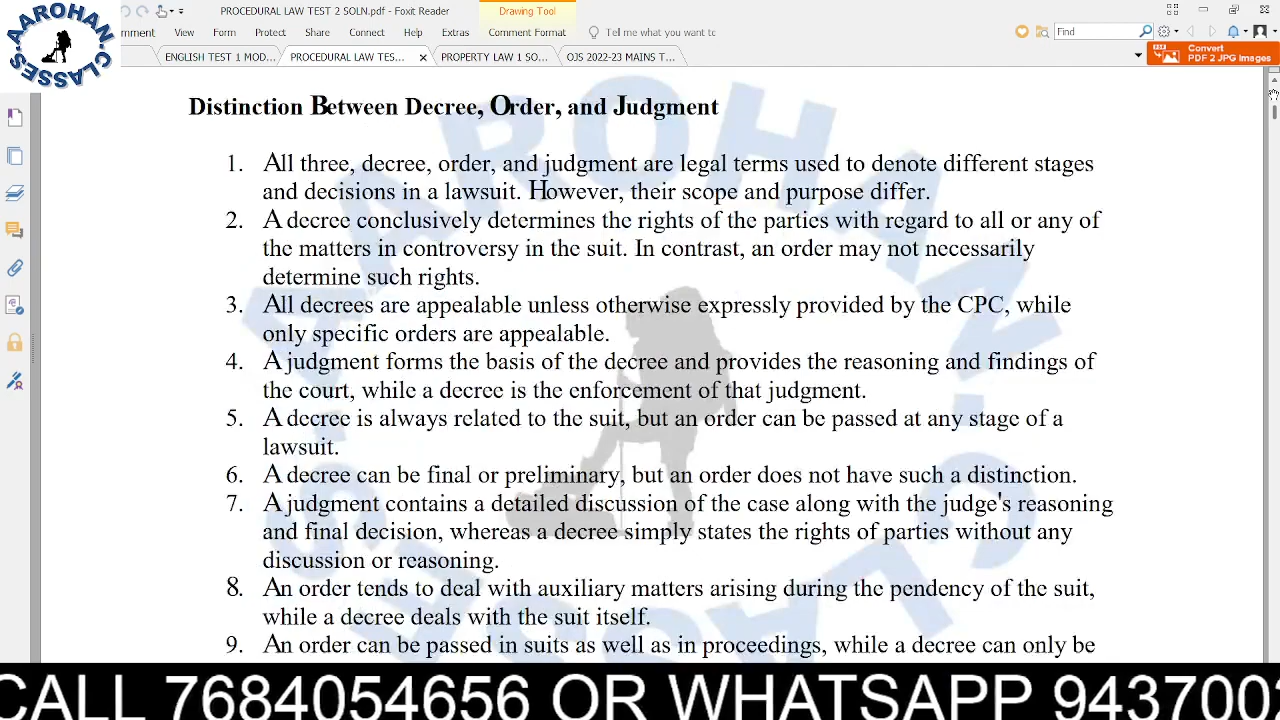 AAROHAN.CLASSES
PROCEDURAL LAW TEST 2 SOLN.pdf - Foxit Reader
Drawing Tool
mment View Form Protect Share Connect Help Extras Comment Format Tell me what you want tc Find
ENGLISH TEST 1 MOD... PROCEDURAL LAW TES... PROPERTY LAW I SO... OJS 2022-23 MAINS T...
Convert
PDF 2 JPG Images
Distinction Between Decree, Order, and Judgment
1. All three, decree, order, and judgment are legal terms used to denote different stages
and decisions in a lawsuit. However, their scope and purpose differ.
2. A decree conclusively determines the rights of the parties with regard to all or any of
the matters in controversy in the suit. In contrast, an order may not necessarily
determine such rights.
3. All decrees are appealable unless otherwise expressly provided by the CPC, while
only specific orders are appealable.
4. A judgment forms the basis of the decree and provides the reasoning and findings of
the court, while a decree is the enforcement of that judgment.
5. A decree is always related to the suit, but an order can be passed at any stage of a
lawsuit.
6. A decree can be final or preliminary, but an order does not have such a distinction.
7. A judgment contains a detailed discussion of the case along with the judge's reasoning
and final decision, whereas a decree simply states the rights of parties without any
discussion or reasoning.
8. An order tends to deal with auxiliary matters arising during the pendency of the suit,
while a decree deals with the suit itself.
9. An order can be passed in suits as well as in proceedings, while a decree can only be
CALL 7684054656 OR WHATSAPP 943700